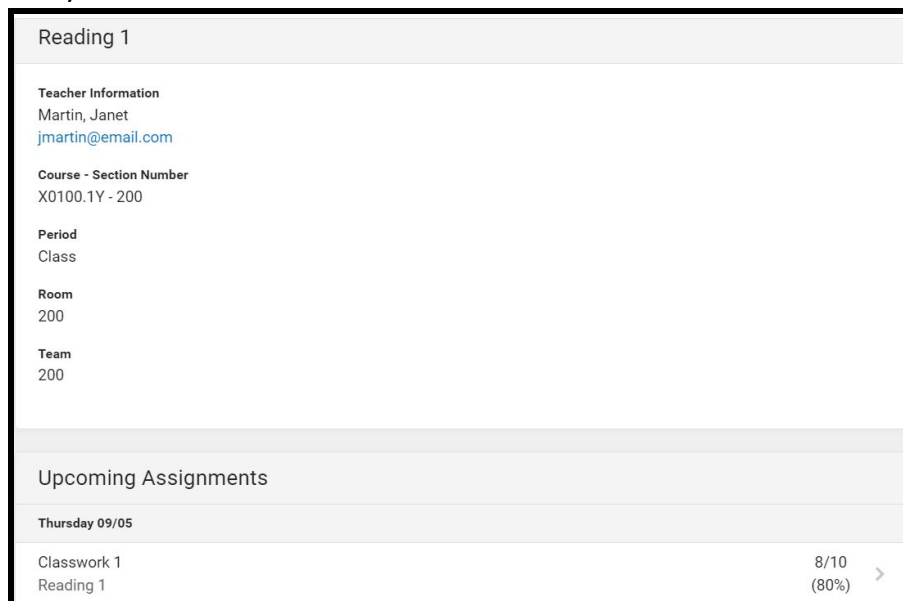 Reading 1
Teacher Information
Martin, Janet
jmartin@email.com
Course - Section Number
X0100.1Y - 200
Period
Class
Room
200
Team
200
Upcoming Assignments
Thursday 09/05
Classwork 1 8/10
Reading 1 (80%)